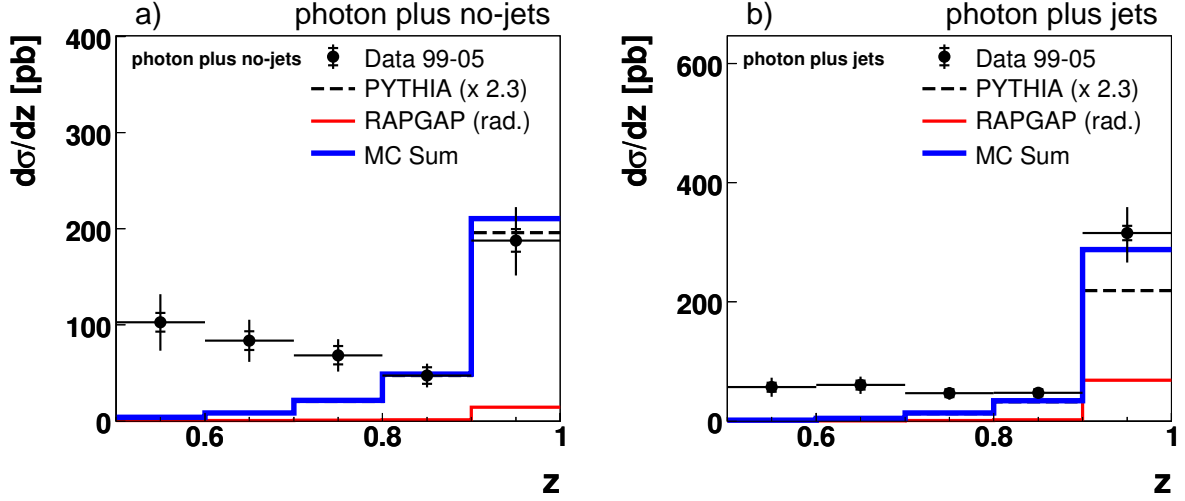 a) photon plus no-jets
dσ/dz [pb]
400
300
200
100
0
photon plus no-jets
Data 99-05
PYTHIA (x 2.3)
RAPGAP (rad.)
MC Sum
0.6 0.8 1
z
b) photon plus jets
dσ/dz [pb]
600
400
200
0
photon plus jets
Data 99-05
PYTHIA (x 2.3)
RAPGAP (rad.)
MC Sum
0.6 0.8 1
z